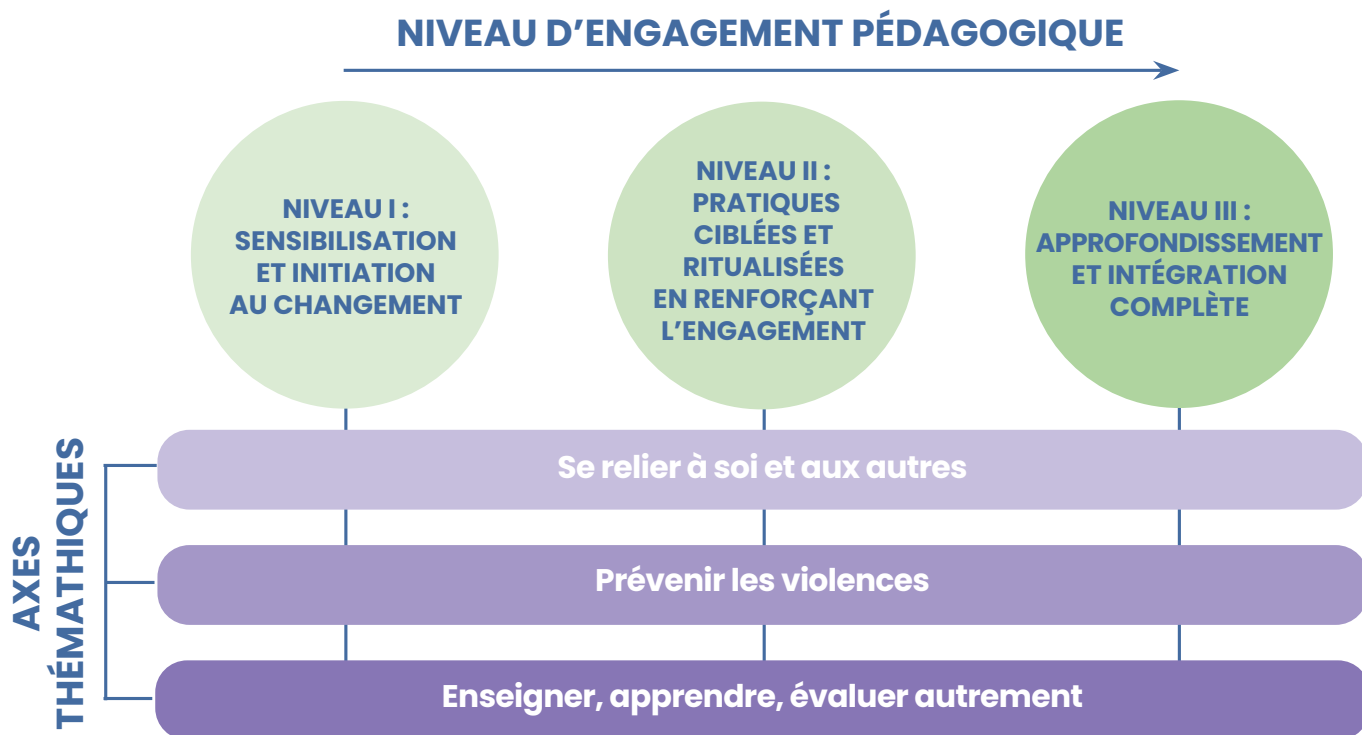 NIVEAU D'ENGAGEMENT PÉDAGOGIQUE
NIVEAU I :
SENSIBILISATION
ET INITIATION
AU CHANGEMENT
NIVEAU II :
PRATIQUES
CIBLÉES ET
RITUALISÉES
EN RENFORÇANT
L'ENGAGEMENT
NIVEAU III :
APPROFONDISSEMENT
ET INTÉGRATION
COMPLÈTE
AXES
THÉMATHIQUES
Se relier à soi et aux autres
Prévenir les violences
Enseigner, apprendre, évaluer autrement